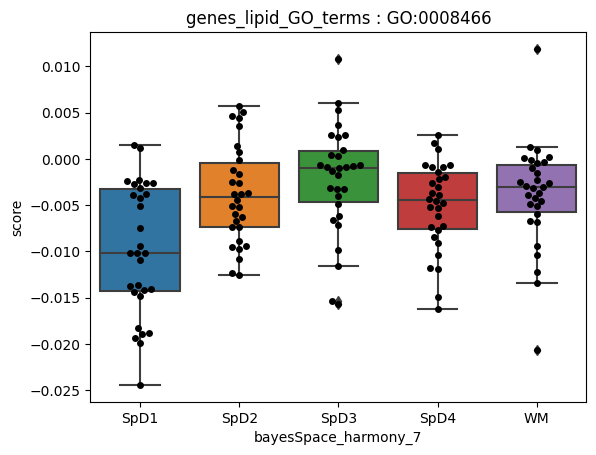 genes_lipid_GO_terms : GO:0008466
0.010
0.005
0.000
−0.005
−0.010
−0.015
−0.020
−0.025
score
SpD1 SpD2 SpD3 SpD4 WM
bayesSpace_harmony_7